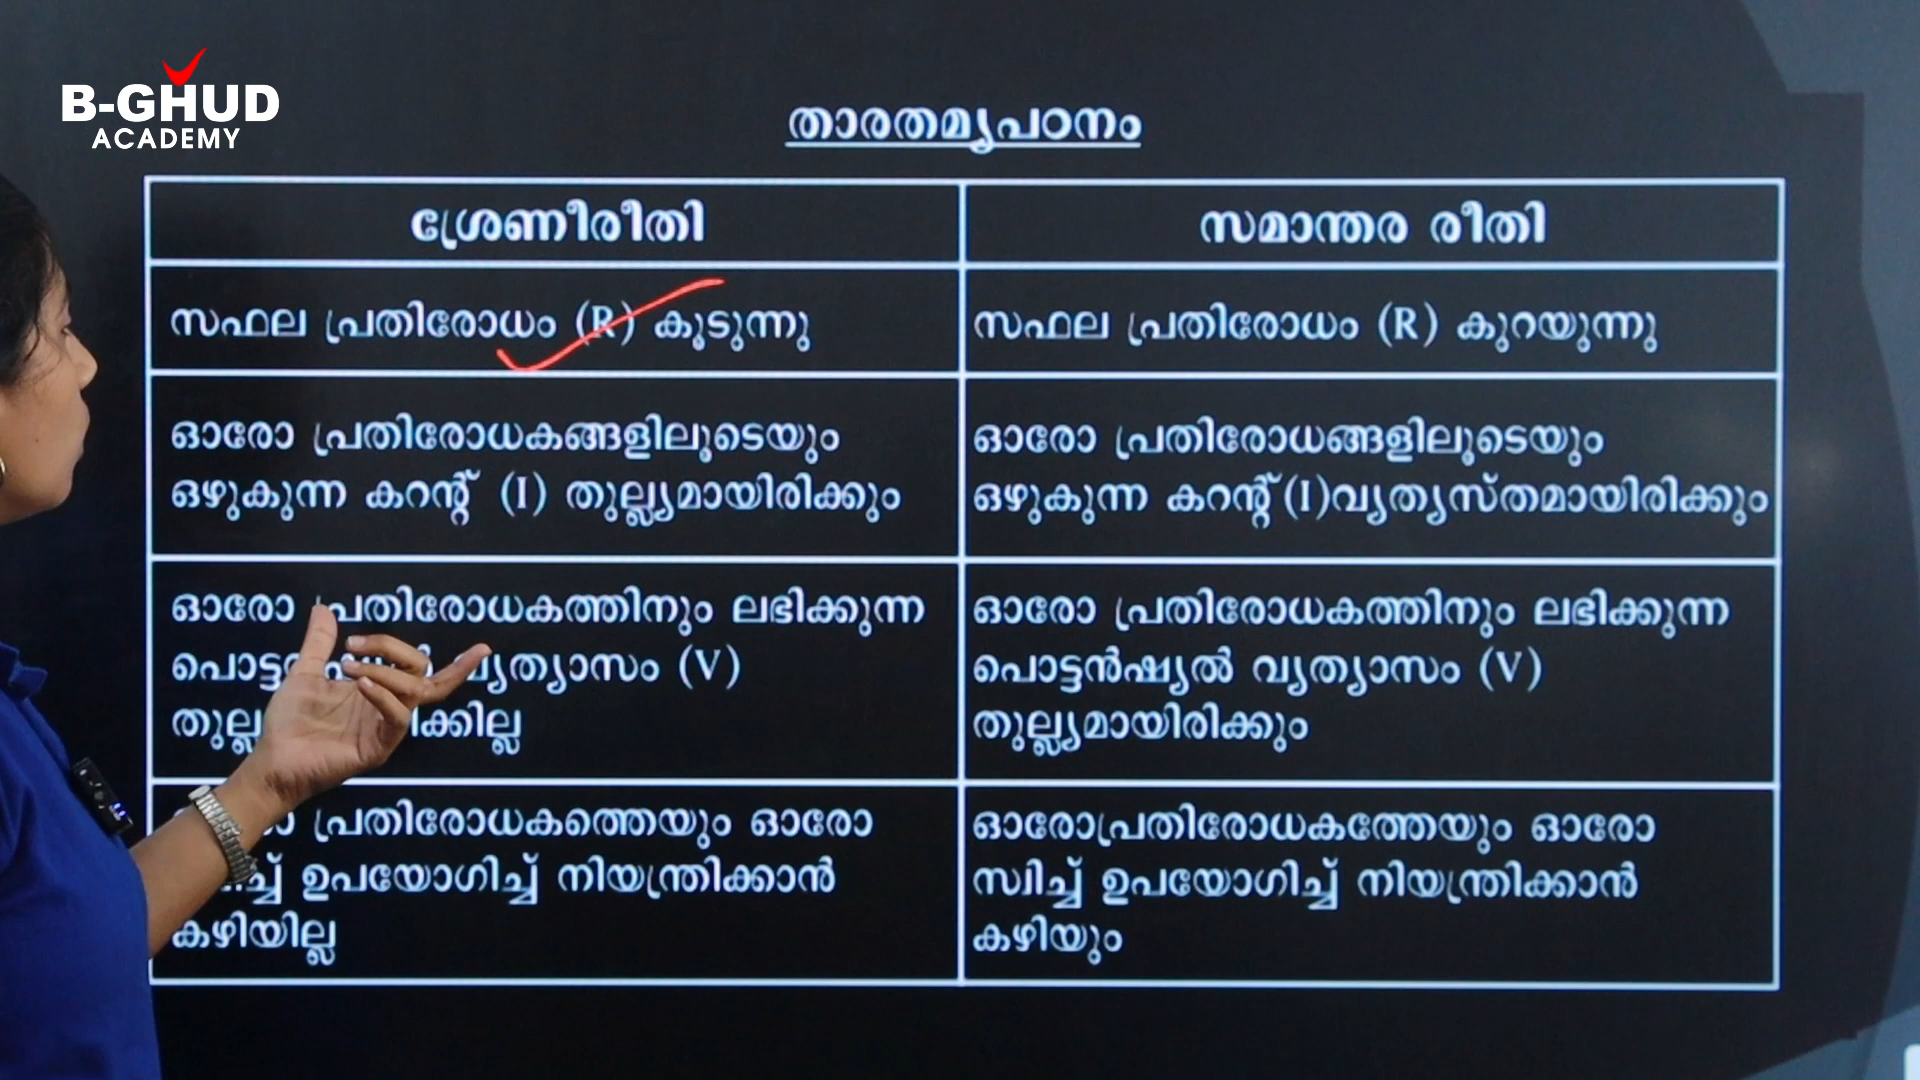 B-GHUD
ACADEMY
താരതമ്യപഠനം
ശ്രേണീരീതി
സമാന്തര രീതി
സഫല പ്രതിരോധം (R) കൂടുന്നു
സഫല പ്രതിരോധം (R) കുറയുന്നു
ഓരോ പ്രതിരോധകങ്ങളിലൂടെയും
ഒഴുകുന്ന കറന്റ് (I) തുല്ല്യമായിരിക്കും
ഓരോ പ്രതിരോധങ്ങളിലൂടെയും
ഒഴുകുന്ന കറന്റ് (I)വ്യത്യസ്തമായിരിക്കും
ഓരോ പ്രതിരോധകത്തിനും ലഭിക്കുന്ന
വ്യത്യാസം (V)
ഓരോ പ്രതിരോധകത്തിനും ലഭിക്കുന്ന
പൊട്ടൻഷ്യൽ വ്യത്യാസം (V)
തുല്ല്യമായിരിക്കും
പ്രതിരോധകത്തെയും ഓരോ
ഉപയോഗിച്ച് നിയന്ത്രിക്കാൻ
കഴിയില്ല
ഓരോപ്രതിരോധകത്തേയും ഓരോ
സ്വിച്ച് ഉപയോഗിച്ച് നിയന്ത്രിക്കാൻ
കഴിയും